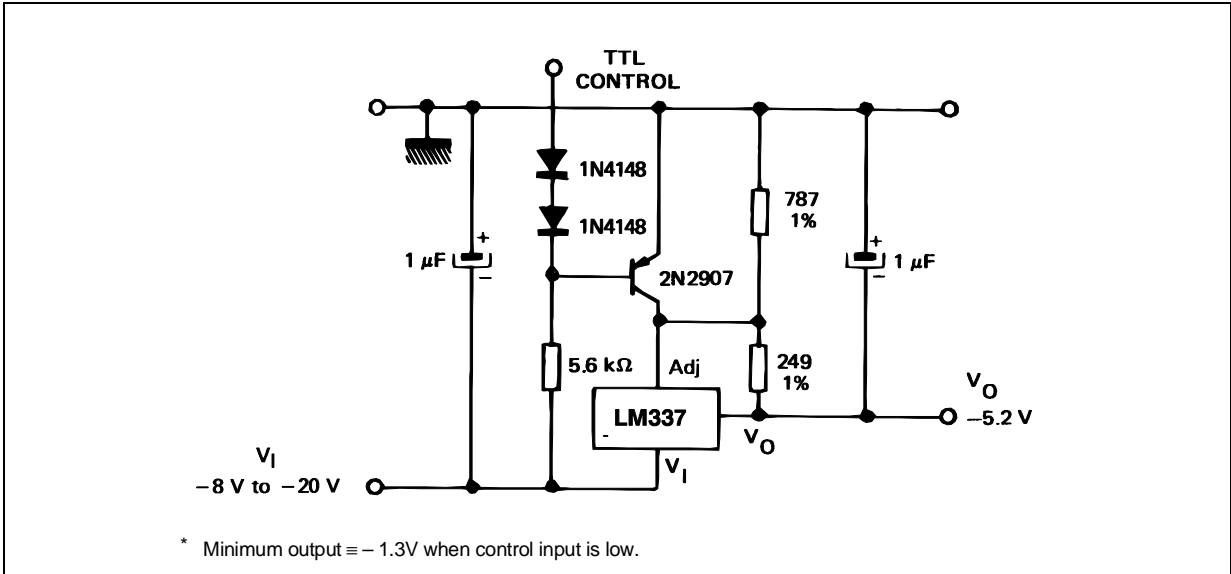 TTL
CONTROL
1N4148
787
1%
1N4148
+
1 µF
−
2N2907
+
1 µF
−
5.6 kΩ
Adj
249
1%
LM337
-
V_O
V_O
−5.2 V
V_I
V_I
−8 V to −20 V
* Minimum output ≡ – 1.3V when control input is low.